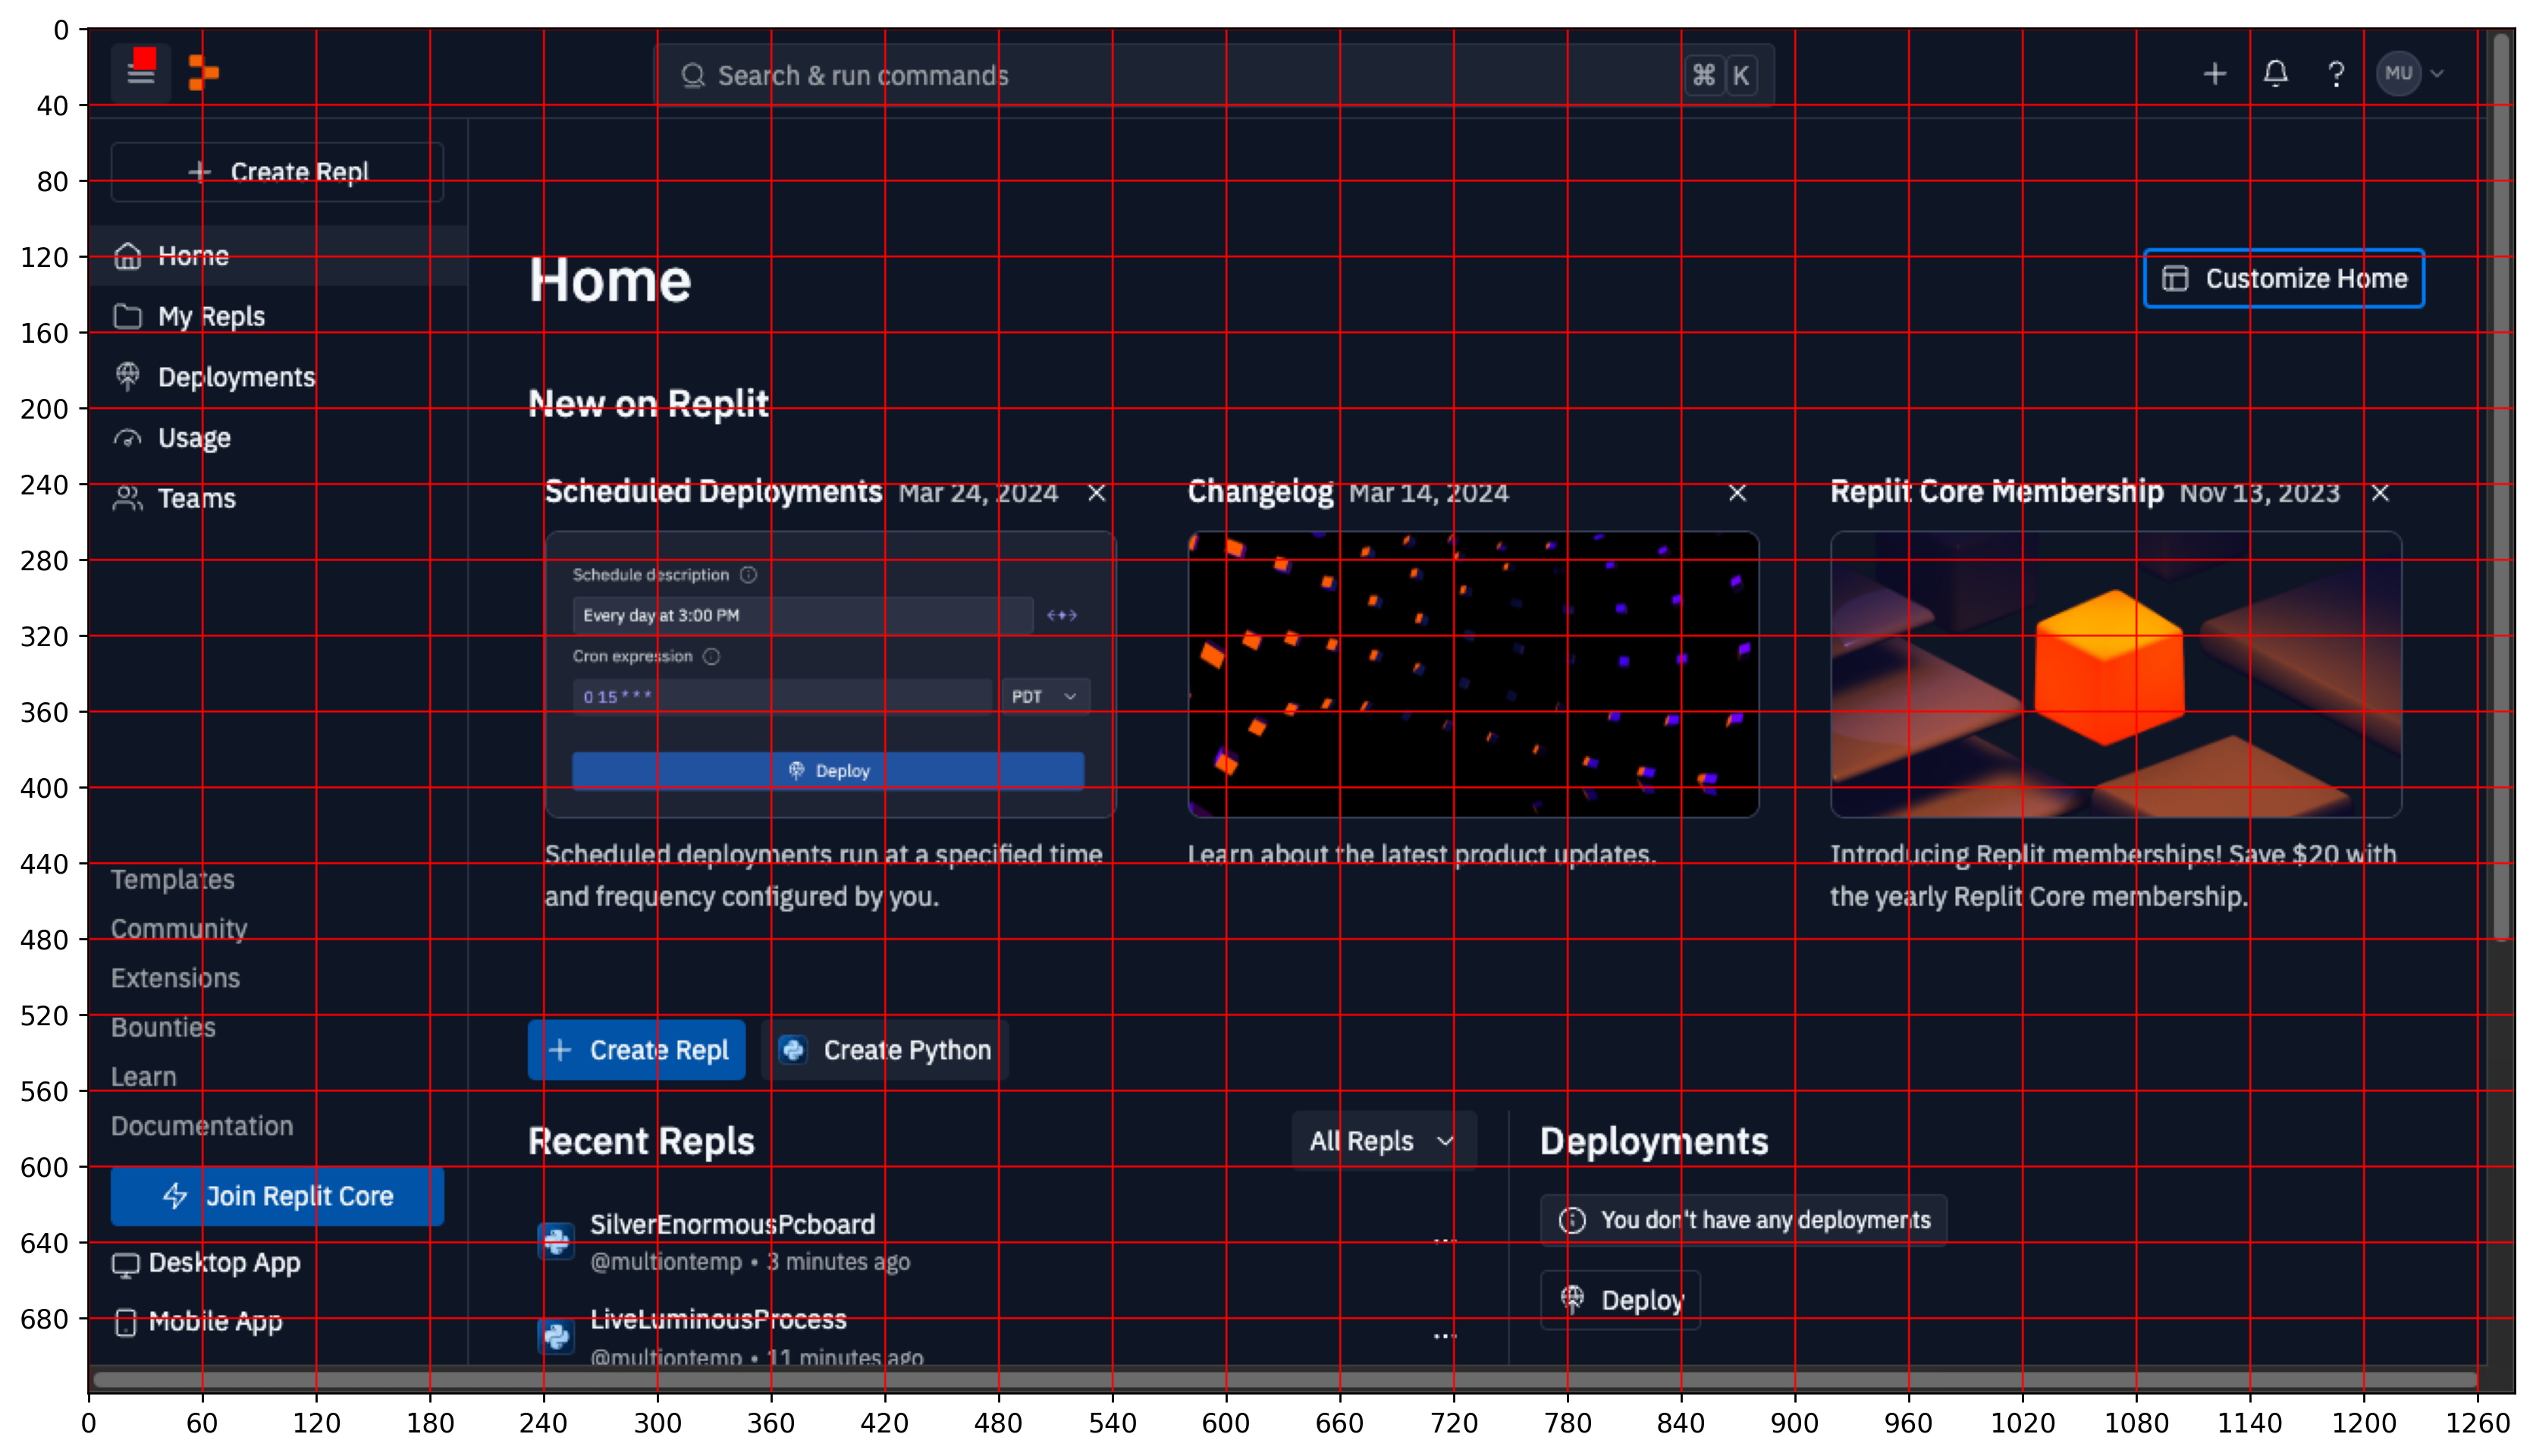 Search & run commands
⌘ K
MU
+ Create Repl
Home
My Repls
Deployments
Usage
Teams
Templates
Community
Extensions
Bounties
Learn
Documentation
Join Replit Core
Desktop App
Mobile App
Home
Customize Home
New on Replit
Scheduled Deployments Mar 24, 2024
Schedule description
Every day at 3:00 PM
Cron expression
0 15 * * *
PDT
Deploy
Scheduled deployments run at a specified time
and frequency configured by you.
Changelog Mar 14, 2024
Learn about the latest product updates.
Replit Core Membership Nov 13, 2023
Introducing Replit memberships! Save $20 with
the yearly Replit Core membership.
+ Create Repl
Create Python
Recent Repls
All Repls
SilverEnormousPcboard
@multiontemp • 3 minutes ago
...
LiveLuminousProcess
@multiontemp • 11 minutes ago
...
Deployments
You don't have any deployments
Deploy
0
40
80
120
160
200
240
280
320
360
400
440
480
520
560
600
640
680
0 60 120 180 240 300 360 420 480 540 600 660 720 780 840 900 960 1020 1080 1140 1200 1260